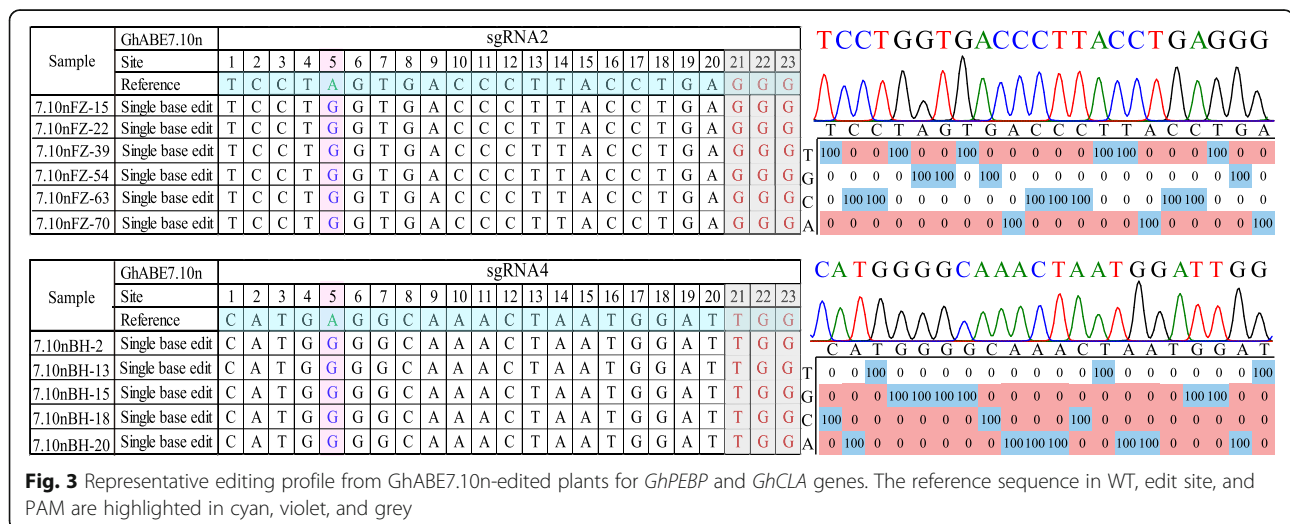 Sample GhABE7.10n sgRNA2
Site 1 2 3 4 5 6 7 8 9 10 11 12 13 14 15 16 17 18 19 20 21 22 23
Reference T C C T A G T G A C C C T T A C C T G A G G G
7.10nFZ-15 Single base edit T C C T G G T G A C C C T T A C C T G A G G G
7.10nFZ-22 Single base edit T C C T G G T G A C C C T T A C C T G A G G G
7.10nFZ-39 Single base edit T C C T G G T G A C C C T T A C C T G A G G G
7.10nFZ-54 Single base edit T C C T G G T G A C C C T T A C C T G A G G G
7.10nFZ-63 Single base edit T C C T G G T G A C C C T T A C C T G A G G G
7.10nFZ-70 Single base edit T C C T G G T G A C C C T T A C C T G A G G G
TCCTGGTGACCCTTACCTGAGGG
T C C T A G T G A C C C T T A C C T G A
T 100 0 0 100 0 0 100 0 0 0 0 0 100 100 0 0 0 100 0 0
G 0 0 0 0 100 100 0 100 0 0 0 0 0 0 0 0 0 0 100 0
C 0 100 100 0 0 0 0 0 0 100 100 100 0 0 0 100 100 0 0 0
A 0 0 0 0 0 0 0 0 100 0 0 0 0 0 100 0 0 0 0 100
Sample GhABE7.10n sgRNA4
Site 1 2 3 4 5 6 7 8 9 10 11 12 13 14 15 16 17 18 19 20 21 22 23
Reference C A T G A G G C A A A C T A A T G G A T T G G
7.10nBH-2 Single base edit C A T G G G G C A A A C T A A T G G A T T G G
7.10nBH-13 Single base edit C A T G G G G C A A A C T A A T G G A T T G G
7.10nBH-15 Single base edit C A T G G G G C A A A C T A A T G G A T T G G
7.10nBH-18 Single base edit C A T G G G G C A A A C T A A T G G A T T G G
7.10nBH-20 Single base edit C A T G G G G C A A A C T A A T G G A T T G G
CATGGGGCAAACTAATGGATTGG
C A T G G G G C A A A C T A A T G G A T
T 0 0 100 0 0 0 0 0 0 0 0 0 100 0 0 0 0 0 0 100
G 0 0 0 100 100 100 100 0 0 0 0 0 0 0 0 0 100 100 0 0
C 100 0 0 0 0 0 0 100 0 0 0 100 0 0 0 0 0 0 0 0
A 0 100 0 0 0 0 0 0 100 100 100 0 0 100 100 0 0 0 100 0
Fig. 3 Representative editing profile from GhABE7.10n-edited plants for GhPEBP and GhCLA genes. The reference sequence in WT, edit site, and
PAM are highlighted in cyan, violet, and grey